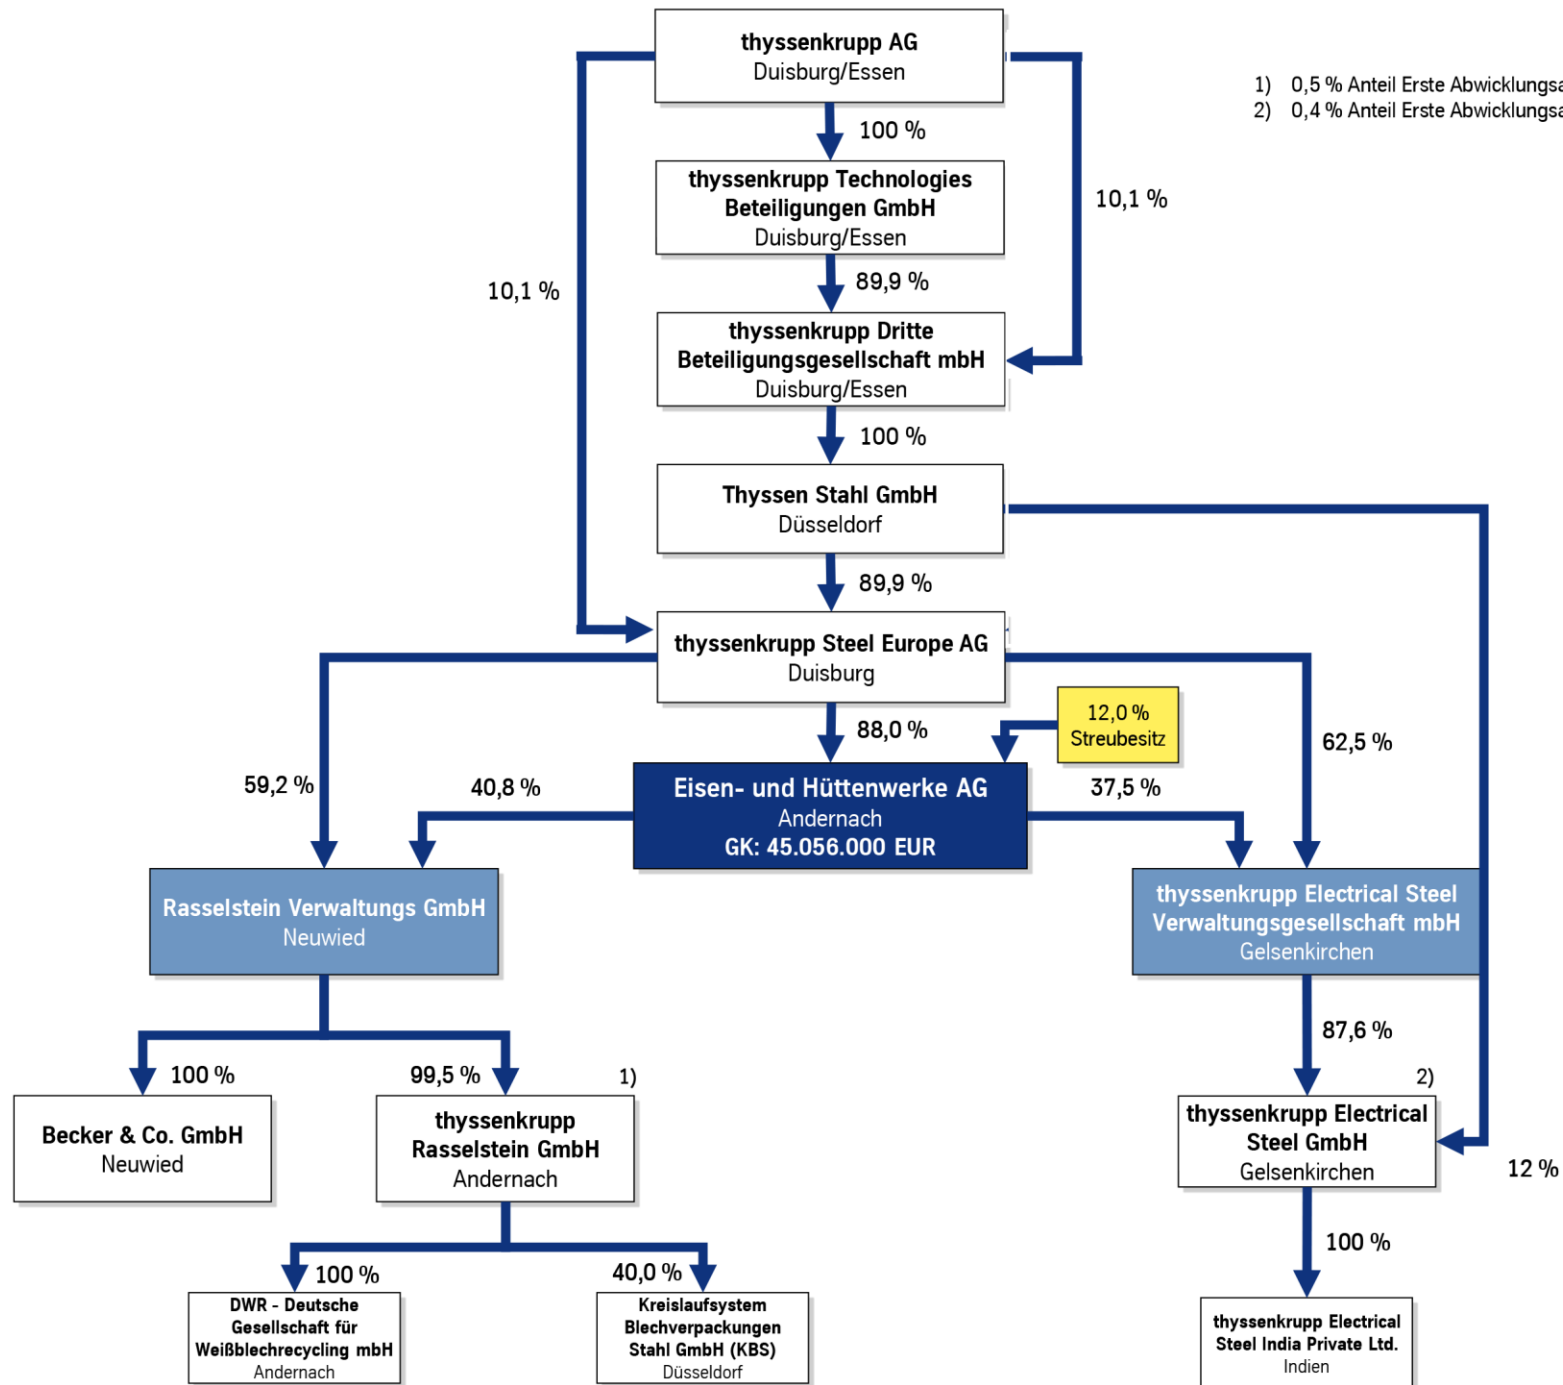 thyssenkrupp AG
Duisburg/Essen
1) 0,5 % Anteil Erste
2) 0,4 % Anteil Erste
100 %
thyssenkrupp Technologies
Beteiligungen GmbH
Duisburg/Essen
10,1 %
89,9 %
10,1 %
thyssenkrupp Dritte
Beteiligungsgesellschaft mbH
Duisburg/Essen
100 %
Thyssen Stahl GmbH
Düsseldorf
89,9 %
thyssenkrupp Steel Europe AG
Duisburg
88,0 %
12,0 %
Streubesitz
62,5 %
59,2 %
40,8 %
Eisen- und Hüttenwerke AG
Andernach
GK: 45.056.000 EUR
37,5 %
Rasselstein Verwaltungs GmbH
Neuwied
thyssenkrupp Electrical Steel
Verwaltungsgesellschaft mbH
Gelsenkirchen
87,6 %
100 %
99,5 %
1)
2)
Becker & Co. GmbH
Neuwied
thyssenkrupp
Rasselstein GmbH
Andernach
thyssenkrupp Electrical
Steel GmbH
Gelsenkirchen
12 %
100 %
100 %
40,0 %
DWR - Deutsche
Gesellschaft für
Weißblechrecycling mbH
Andernach
Kreislaufsystem
Blechverpackungen
Stahl GmbH (KBS)
Düsseldorf
thyssenkrupp Electrical
Steel India Private Ltd.
Indien